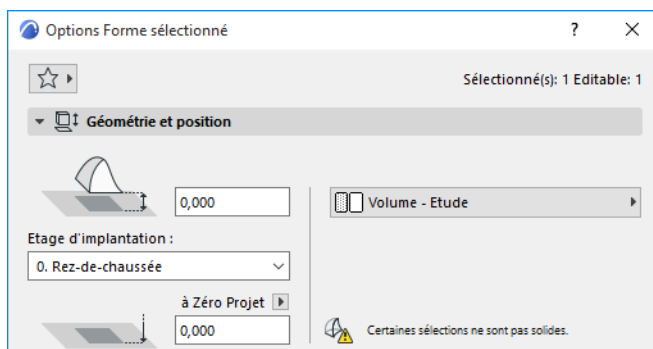 Options Forme sélectionné
Sélectionné(s): 1 Editable: 1
Géométrie et position
0,000
Volume - Etude
Etage d'implantation :
0. Rez-de-chaussée
à Zéro Projet
0,000
Certaines sélections ne sont pas solides.